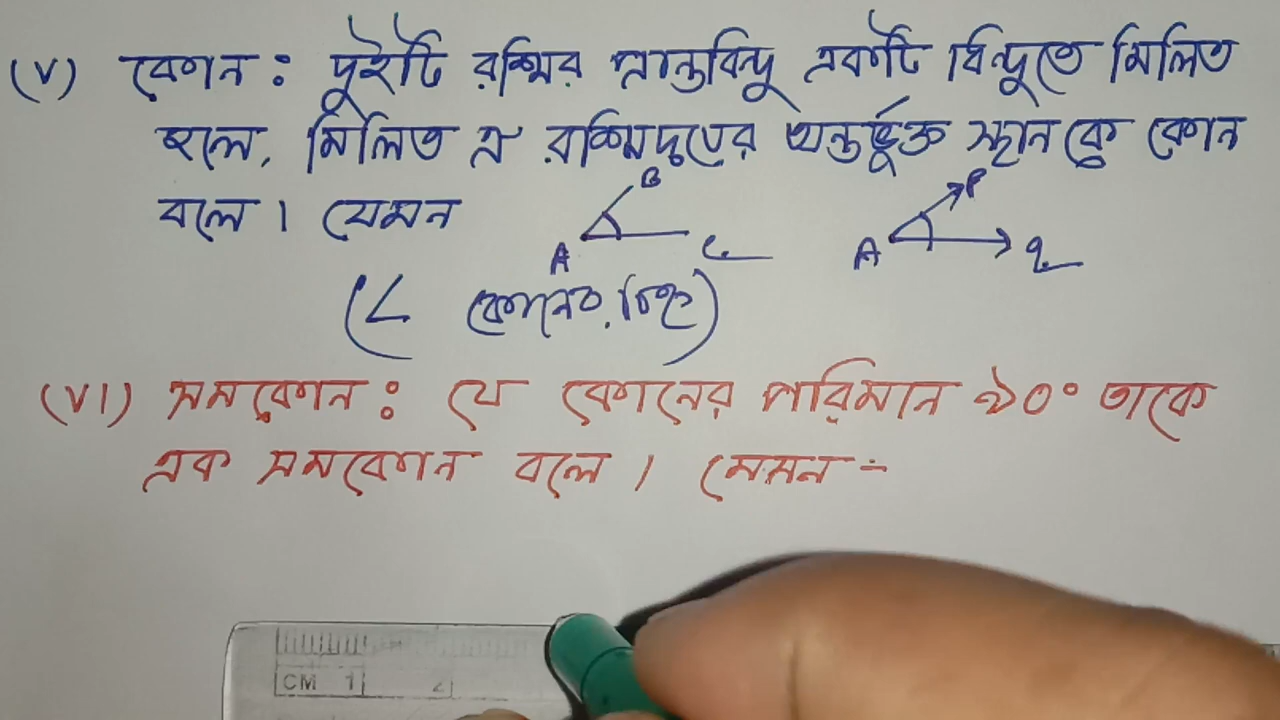 (V) কোন : দুইটি রশ্মির প্রান্তবিন্দু একটি বিন্দুতে মিলিত
হলে, মিলিত ঐ রশ্মিদ্বয়ের অন্তর্ভুক্ত স্থানকে কোন
বলে। যেমন
B
A
C
P
A
q
(∠ কোনের চিহ্ন)
(VI) সমকোন : যে কোনের পরিমান ৯০° তাকে
এক সমকোন বলে। যেমন -
CM 1 2